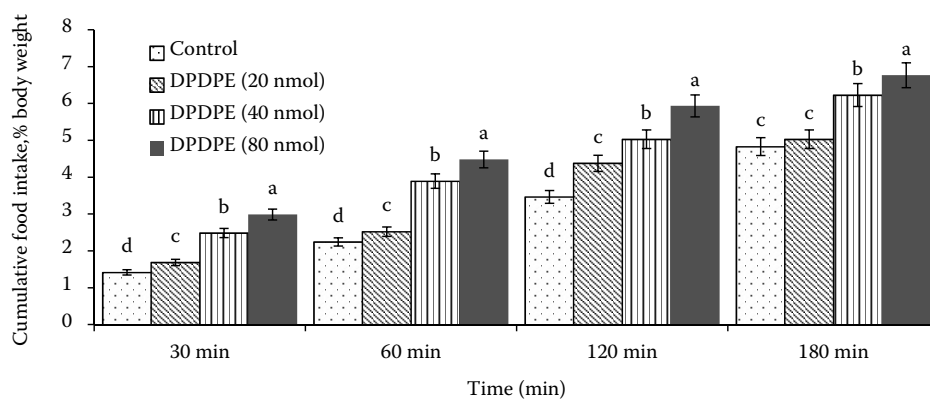 Cumulative food intake,% body weight
8
7
6
5
4
3
2
1
0
Control
DPDPE (20 nmol)
DPDPE (40 nmol)
DPDPE (80 nmol)
d
c
b
a
d
c
b
a
d
c
b
a
c
c
b
a
30 min
60 min
120 min
180 min
Time (min)